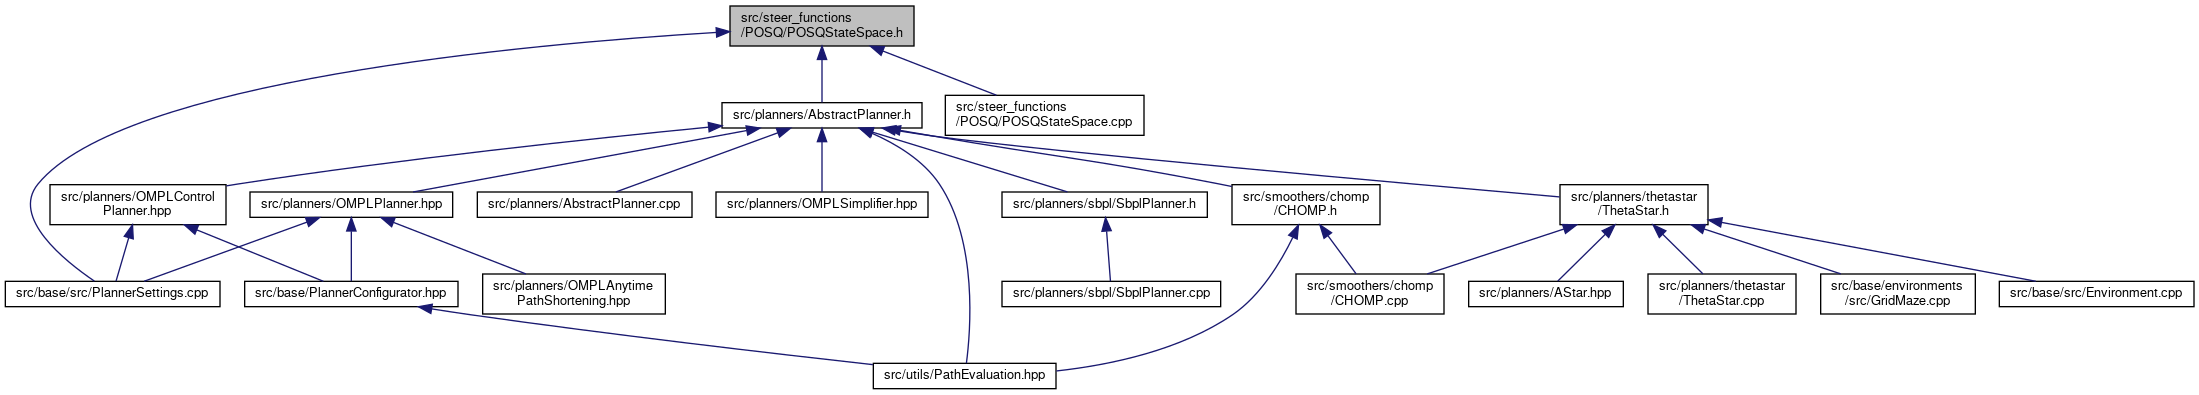 src/steer_functions
/POSQ/POSQStateSpace.h
src/planners/AbstractPlanner.h
src/steer_functions
/POSQ/POSQStateSpace.cpp
src/planners/OMPLControl
Planner.hpp
src/planners/OMPLPlanner.hpp
src/planners/AbstractPlanner.cpp
src/planners/OMPLSimplifier.hpp
src/planners/sbpl/SbplPlanner.h
src/smoothers/chomp
/CHOMP.h
src/planners/thetastar
/ThetaStar.h
src/base/src/PlannerSettings.cpp
src/base/PlannerConfigurator.hpp
src/planners/OMPLAnytime
PathShortening.hpp
src/planners/sbpl/SbplPlanner.cpp
src/smoothers/chomp
/CHOMP.cpp
src/planners/AStar.hpp
src/planners/thetastar
/ThetaStar.cpp
src/base/environments
/src/GridMaze.cpp
src/base/src/Environment.cpp
src/utils/PathEvaluation.hpp